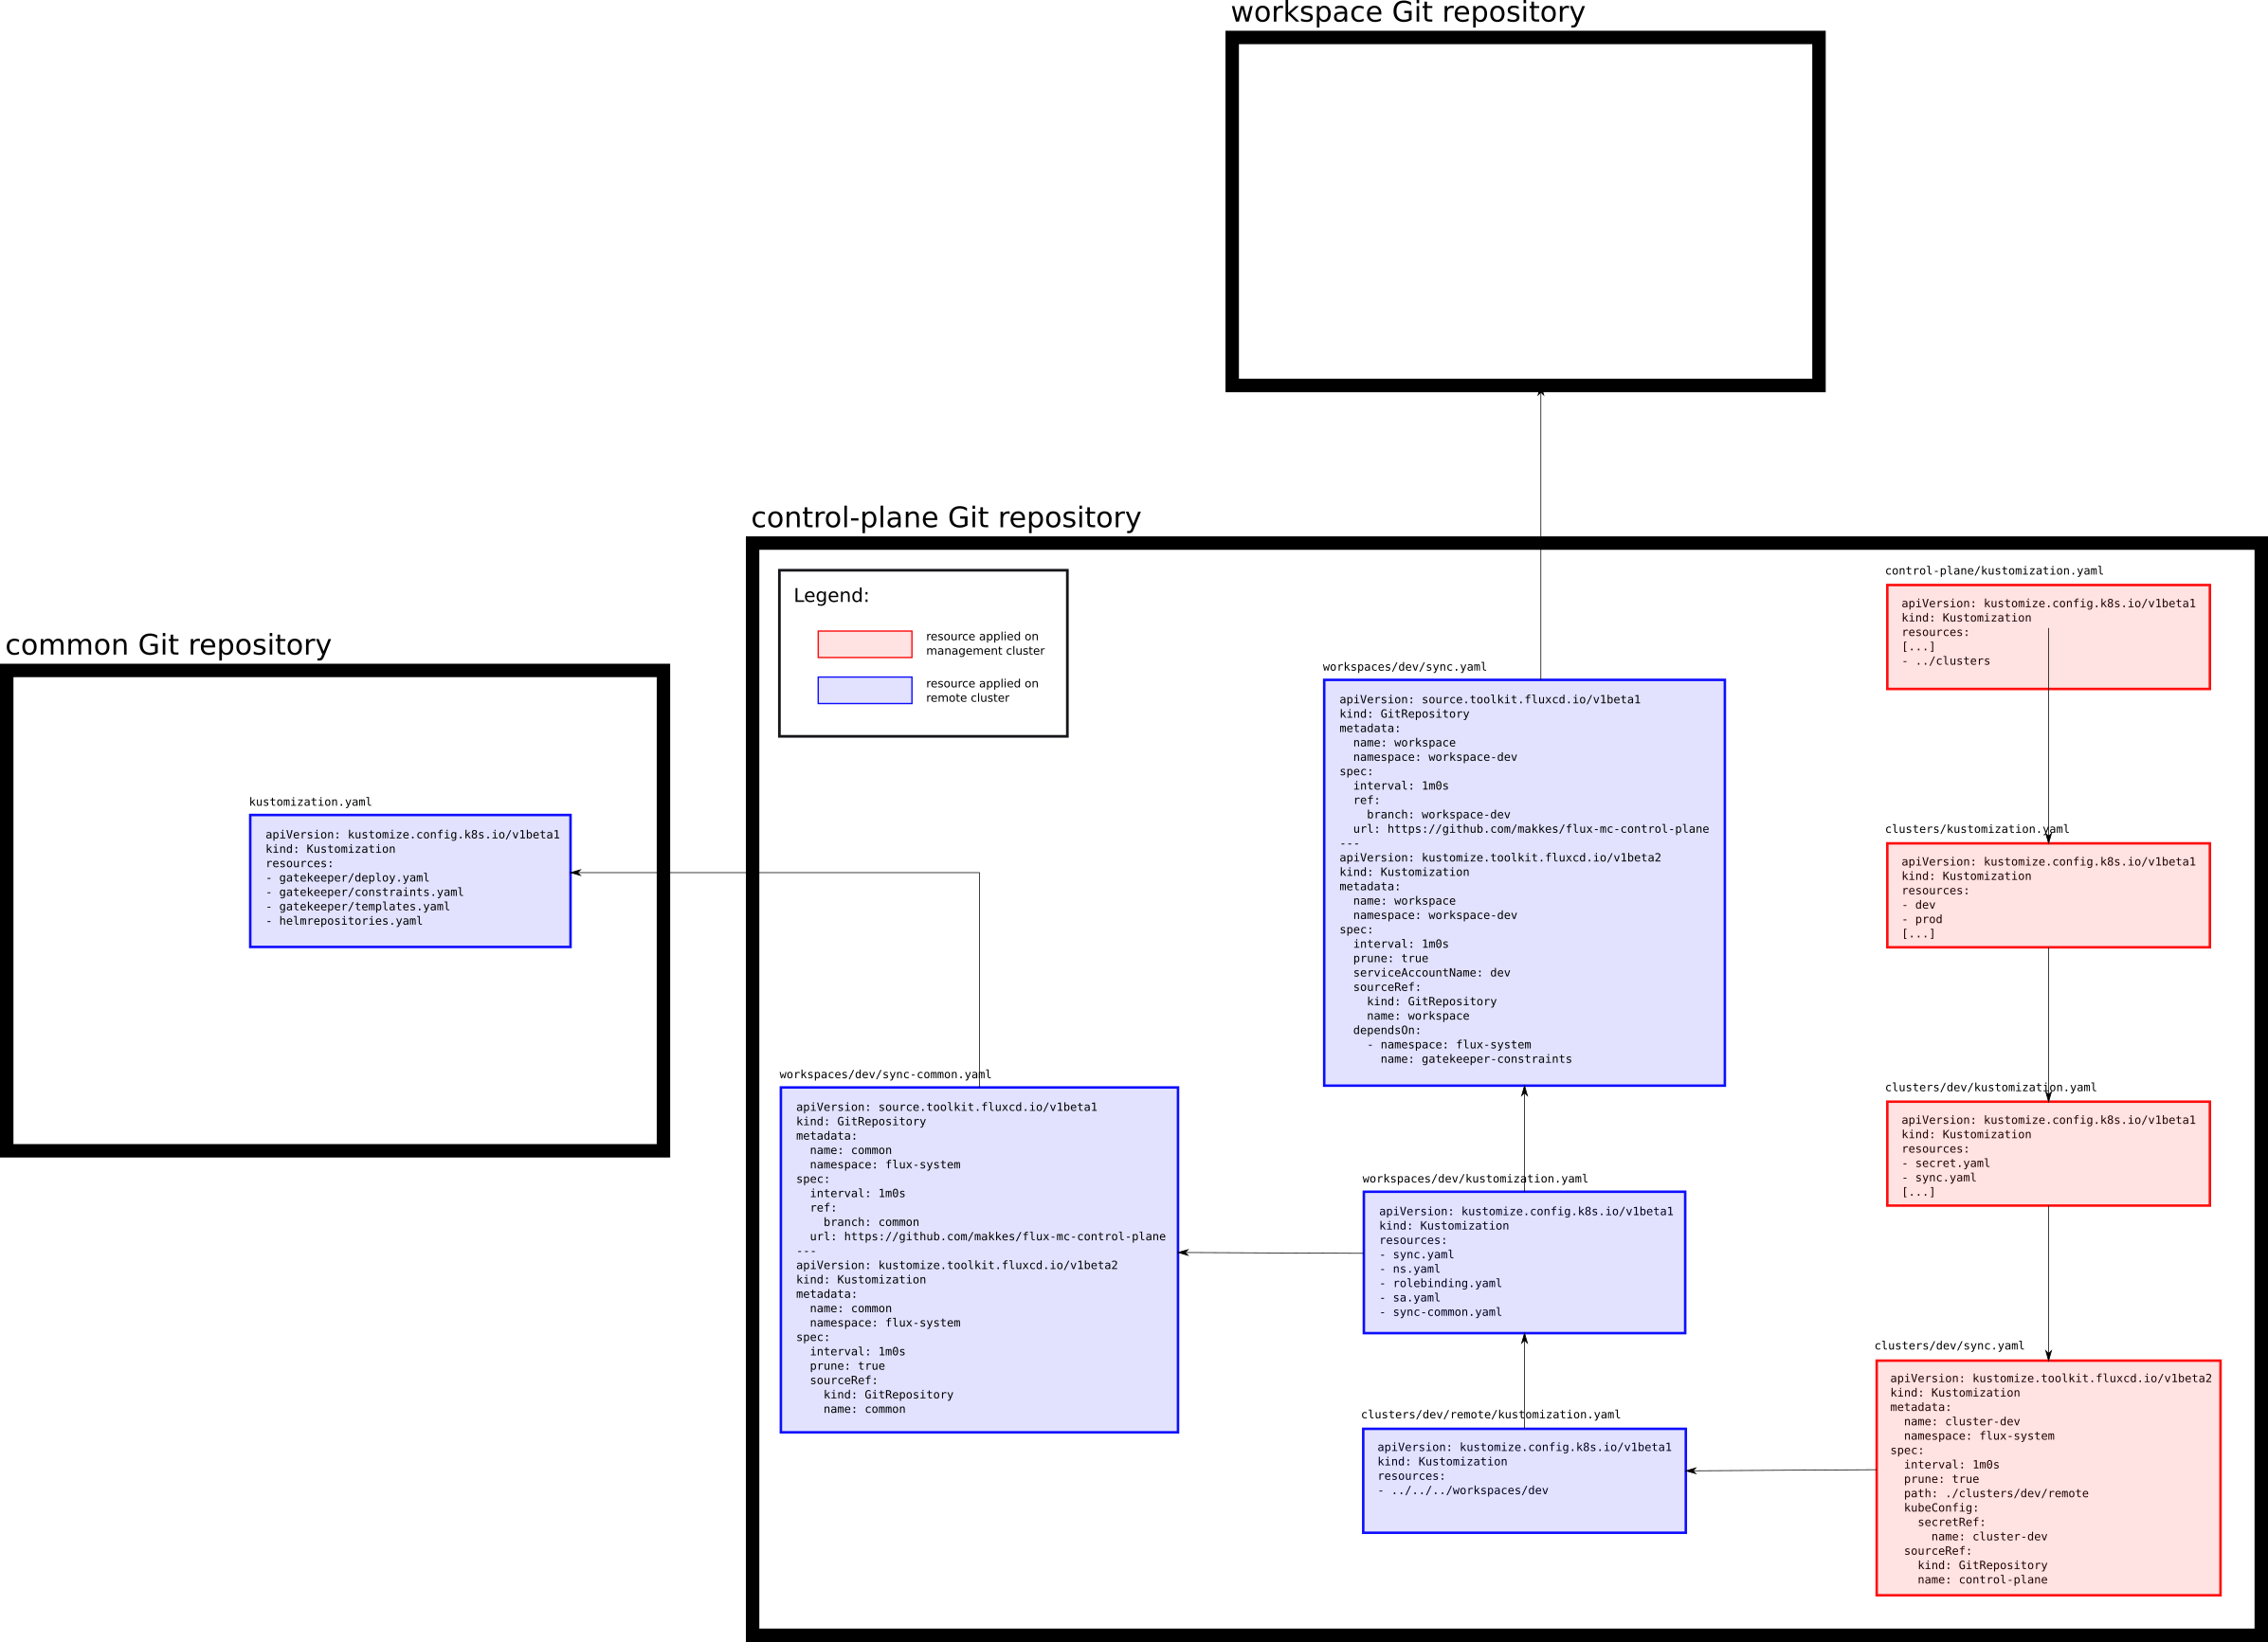 workspace Git repository
control-plane Git repository
Legend:
resource applied on
management cluster
resource applied on
remote cluster
common Git repository
kustomization.yaml
apiVersion: kustomize.config.k8s.io/v1beta1
kind: Kustomization
resources:
- gatekeeper/deploy.yaml
- gatekeeper/constraints.yaml
- gatekeeper/templates.yaml
- helmrepositories.yaml
workspaces/dev/sync-common.yaml
apiVersion: source.toolkit.fluxcd.io/v1beta1
kind: GitRepository
metadata:
  name: common
  namespace: flux-system
spec:
  interval: 1m0s
  ref:
    branch: common
  url: https://github.com/makkes/flux-mc-control-plane
---
apiVersion: kustomize.toolkit.fluxcd.io/v1beta2
kind: Kustomization
metadata:
  name: common
  namespace: flux-system
spec:
  interval: 1m0s
  prune: true
  sourceRef:
    kind: GitRepository
    name: common
workspaces/dev/sync.yaml
apiVersion: source.toolkit.fluxcd.io/v1beta1
kind: GitRepository
metadata:
  name: workspace
  namespace: workspace-dev
spec:
  interval: 1m0s
  ref:
    branch: workspace-dev
  url: https://github.com/makkes/flux-mc-control-plane
---
apiVersion: kustomize.toolkit.fluxcd.io/v1beta2
kind: Kustomization
metadata:
  name: workspace
  namespace: workspace-dev
spec:
  interval: 1m0s
  prune: true
  serviceAccountName: dev
  sourceRef:
    kind: GitRepository
    name: workspace
  dependsOn:
    - namespace: flux-system
      name: gatekeeper-constraints
workspaces/dev/kustomization.yaml
apiVersion: kustomize.config.k8s.io/v1beta1
kind: Kustomization
resources:
- sync.yaml
- ns.yaml
- rolebinding.yaml
- sa.yaml
- sync-common.yaml
clusters/dev/remote/kustomization.yaml
apiVersion: kustomize.config.k8s.io/v1beta1
kind: Kustomization
resources:
- ../../../workspaces/dev
control-plane/kustomization.yaml
apiVersion: kustomize.config.k8s.io/v1beta1
kind: Kustomization
resources:
[...]
- ../clusters
clusters/kustomization.yaml
apiVersion: kustomize.config.k8s.io/v1beta1
kind: Kustomization
resources:
- dev
- prod
[...]
clusters/dev/kustomization.yaml
apiVersion: kustomize.config.k8s.io/v1beta1
kind: Kustomization
resources:
- secret.yaml
- sync.yaml
[...]
clusters/dev/sync.yaml
apiVersion: kustomize.toolkit.fluxcd.io/v1beta2
kind: Kustomization
metadata:
  name: cluster-dev
  namespace: flux-system
spec:
  interval: 1m0s
  prune: true
  path: ./clusters/dev/remote
  kubeConfig:
    secretRef:
      name: cluster-dev
  sourceRef:
    kind: GitRepository
    name: control-plane